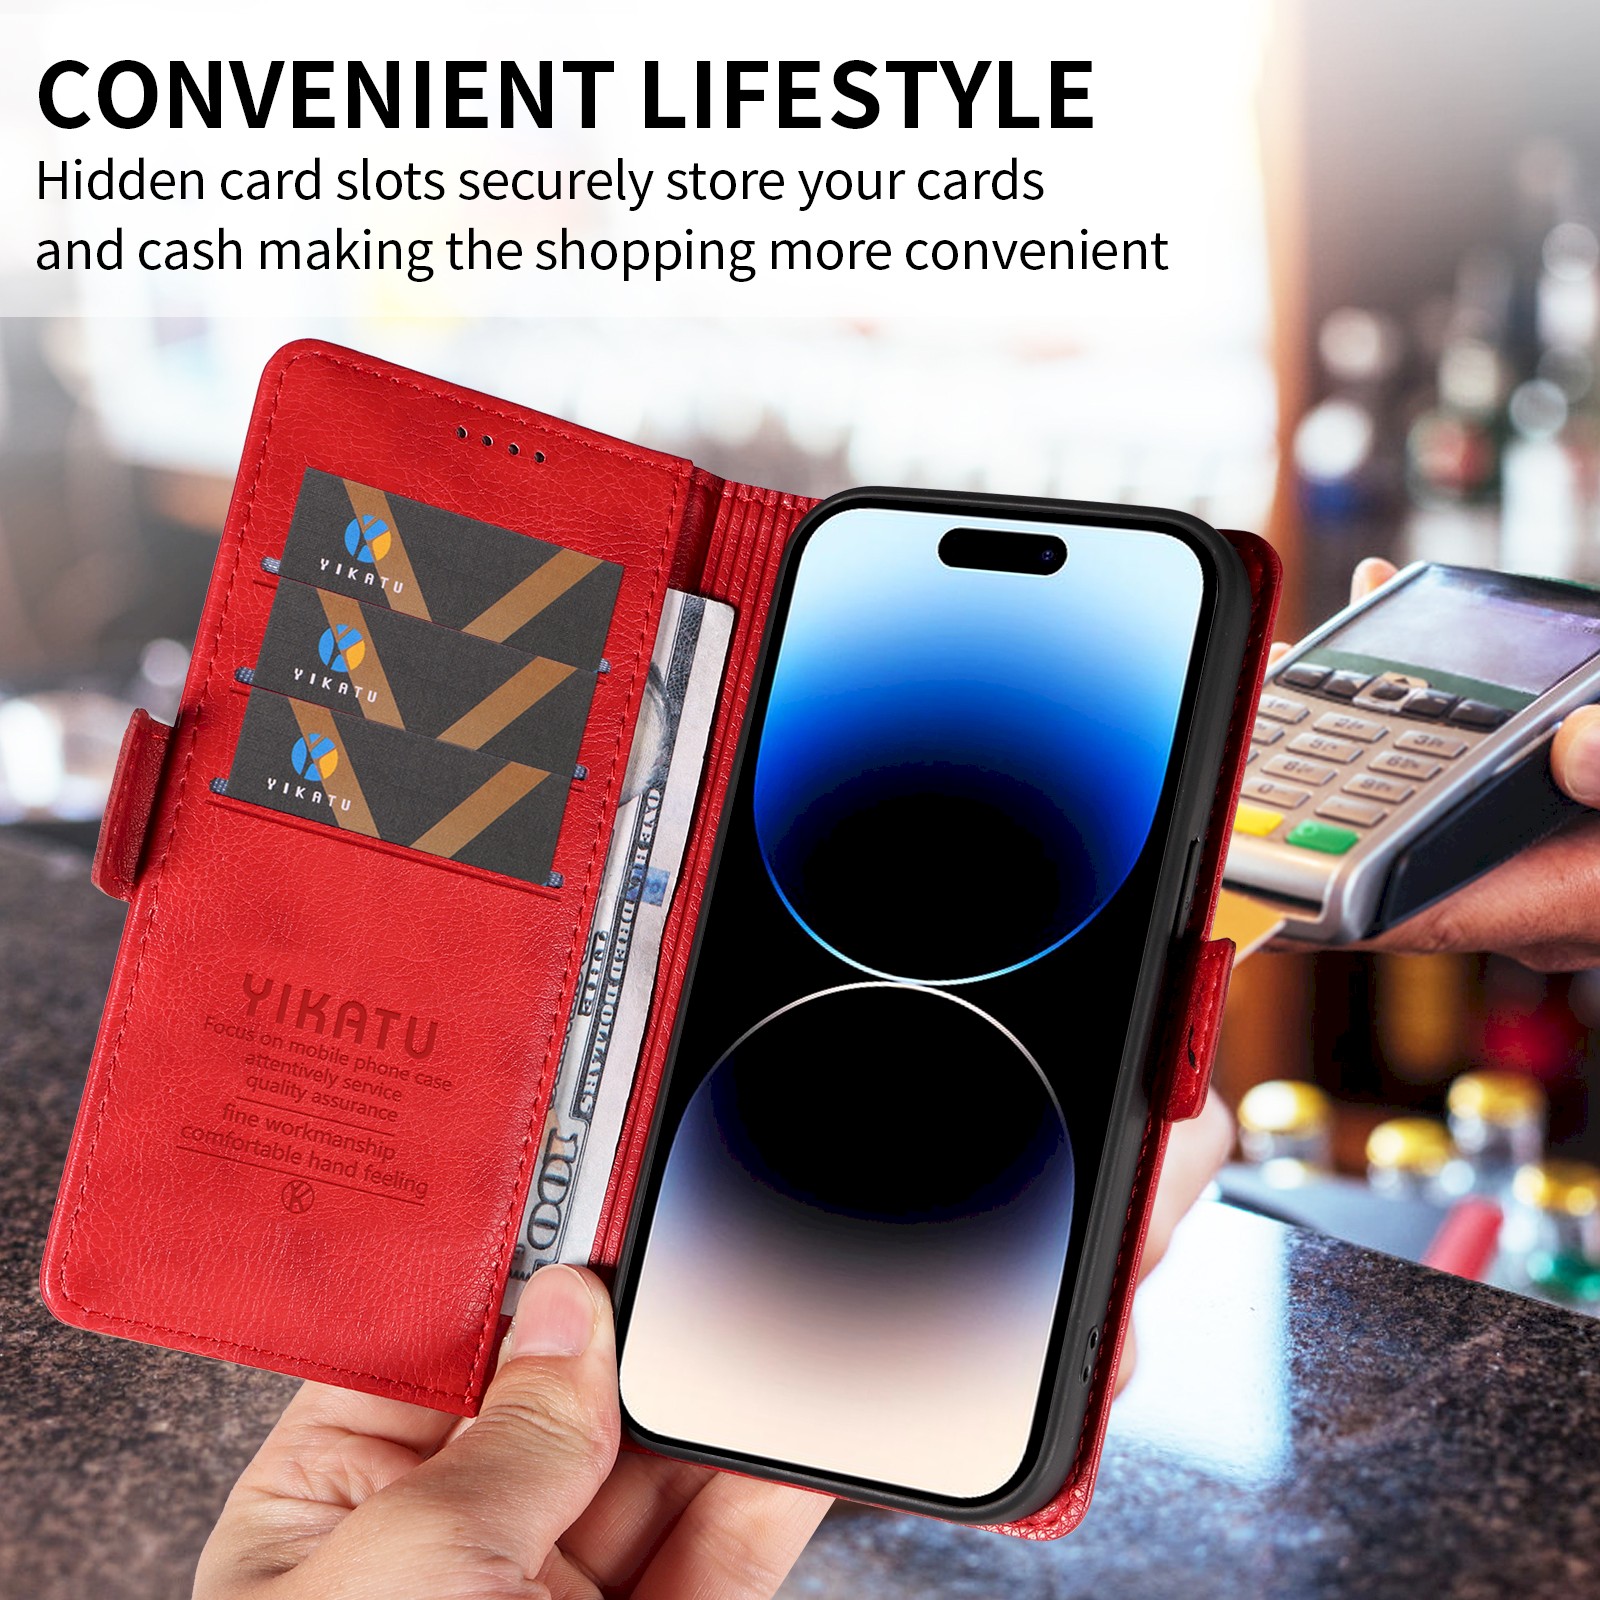 CONVENIENT LIFESTYLE
Hidden card slots securely store your cards
and cash making the shopping more convenient
YIKATU
YIKATU
YIKATU
YIKATU
Focus on mobile phone case
attentively service
quality assurance
fine workmanship
comfortable hand feeling
K
100